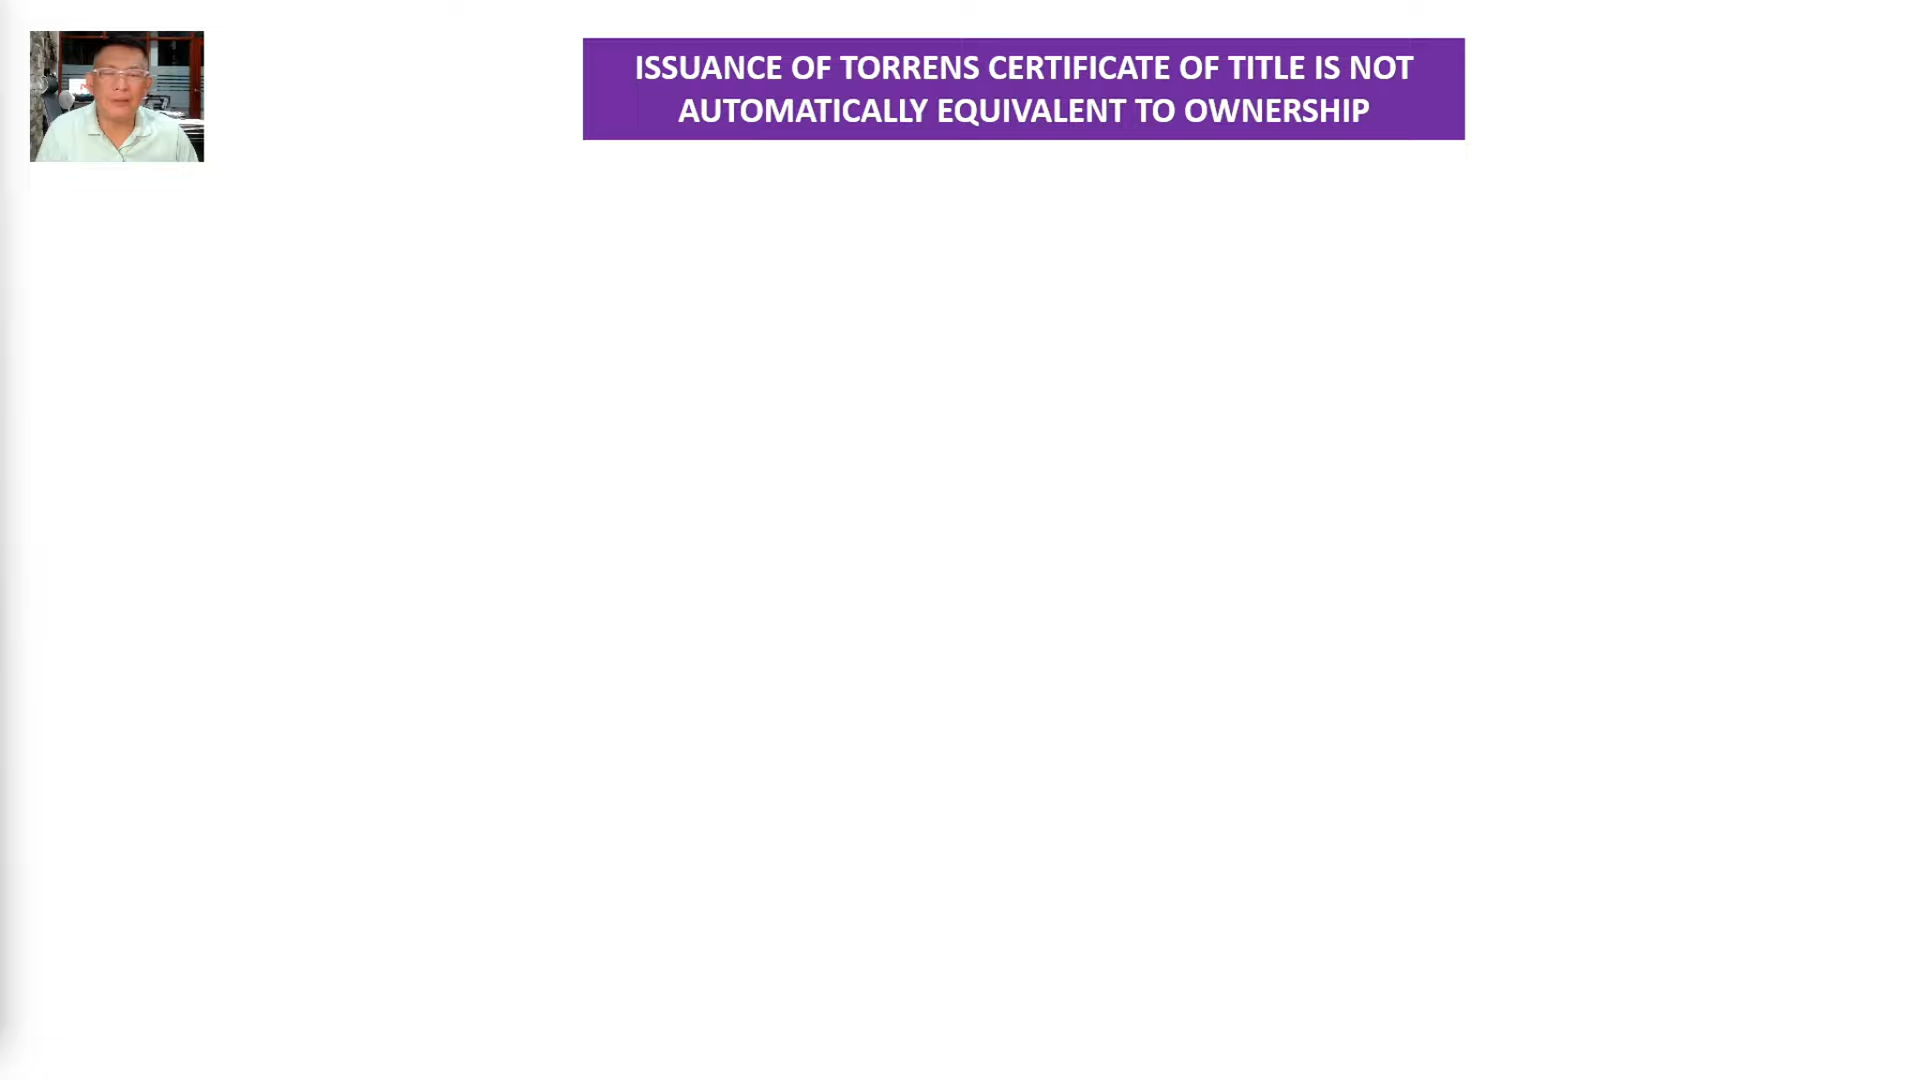 ISSUANCE OF TORRENS CERTIFICATE OF TITLE IS NOT
AUTOMATICALLY EQUIVALENT TO OWNERSHIP